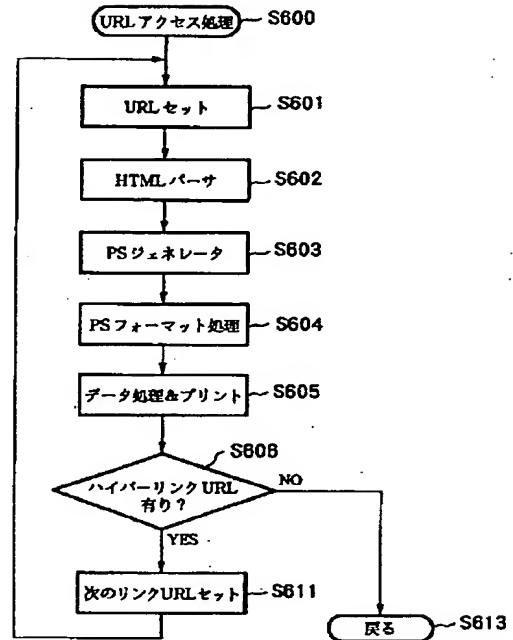 URLアクセス処理 S600
URLセット S601
HTMLパーサ S602
PSジェネレータ S603
PSフォーマット処理 S604
データ処理&プリント S605
S606
ハイパーリンクURL
有り？
NO
YES
次のリンクURLセット S611
戻る S613